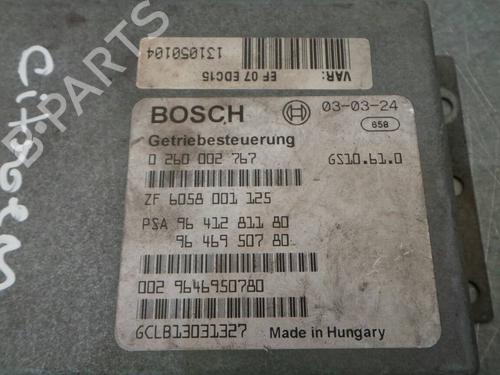 131050104
VAR: EF 07 EDC15
BOSCH
03-03-24
658
Getriebesteuerung
0 260 002 767 GS10.61.0
ZF 6058 001 125
PSA 96 412 811 80
96 469 507 80
002 9646950780
GCLB13031327 Made in Hungary